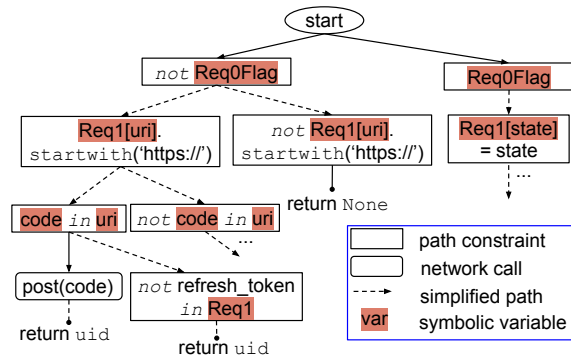 start
not Req0Flag
Req0Flag
Req1[uri].
startwith('https://')
not Req1[uri].
startwith('https://')
Req1[state]
= state
...
return None
code in uri
not code in uri
...
post(code)
not refresh_token
in Req1
return uid
return uid
path constraint
network call
simplified path
var symbolic variable